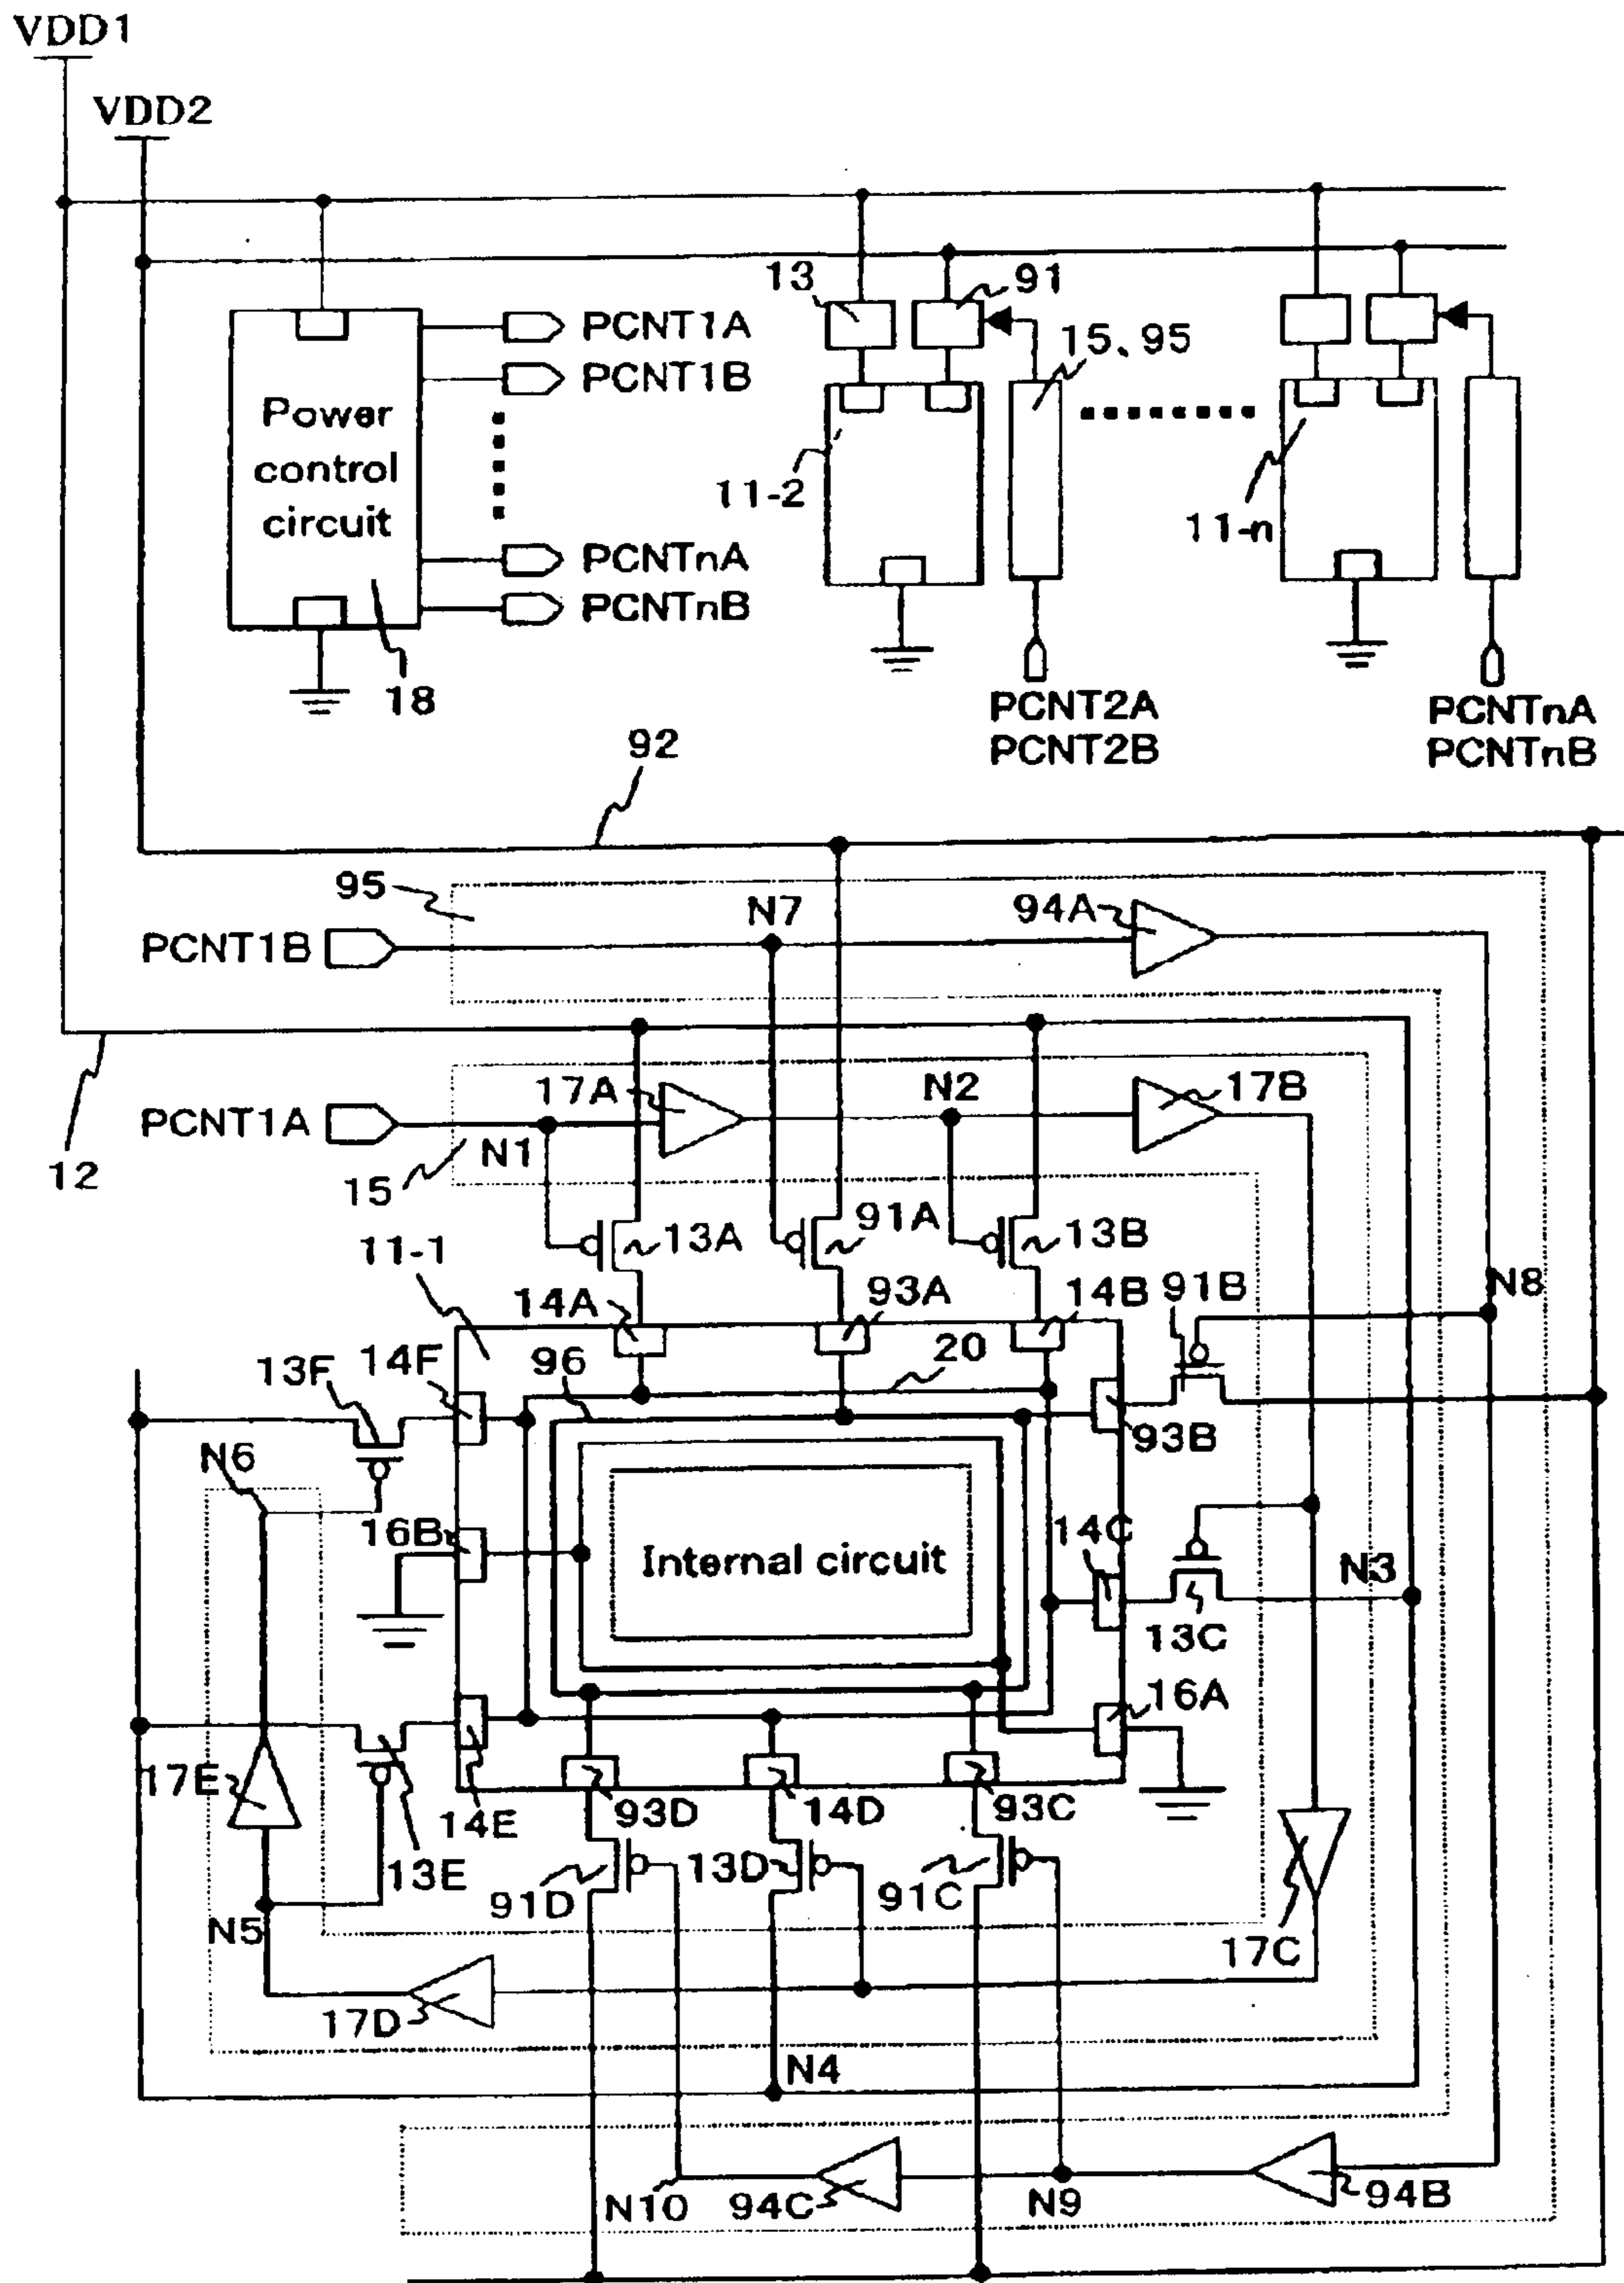 VDD1
VDD2
13
91
PCNT1A
15、95
PCNT1B
Power
control
circuit
11-2
11-n
PCNTnA
PCNTnB
18
PCNT2A
PCNT2B
PCNTnA
PCNTnB
92
95
N7
94A
PCNT1B
17A
N2
17B
PCNT1A
N1
12
15
13A
91A
13B
11-1
14A
93A
14B
91B
N8
13F
14F
96
20
93B
N6
16B
Internal circuit
14C
N3
13C
16A
17E
14E
93D
14D
93C
13E
91D
13D
91C
N5
17C
17D
N4
N10
94C
N9
94B